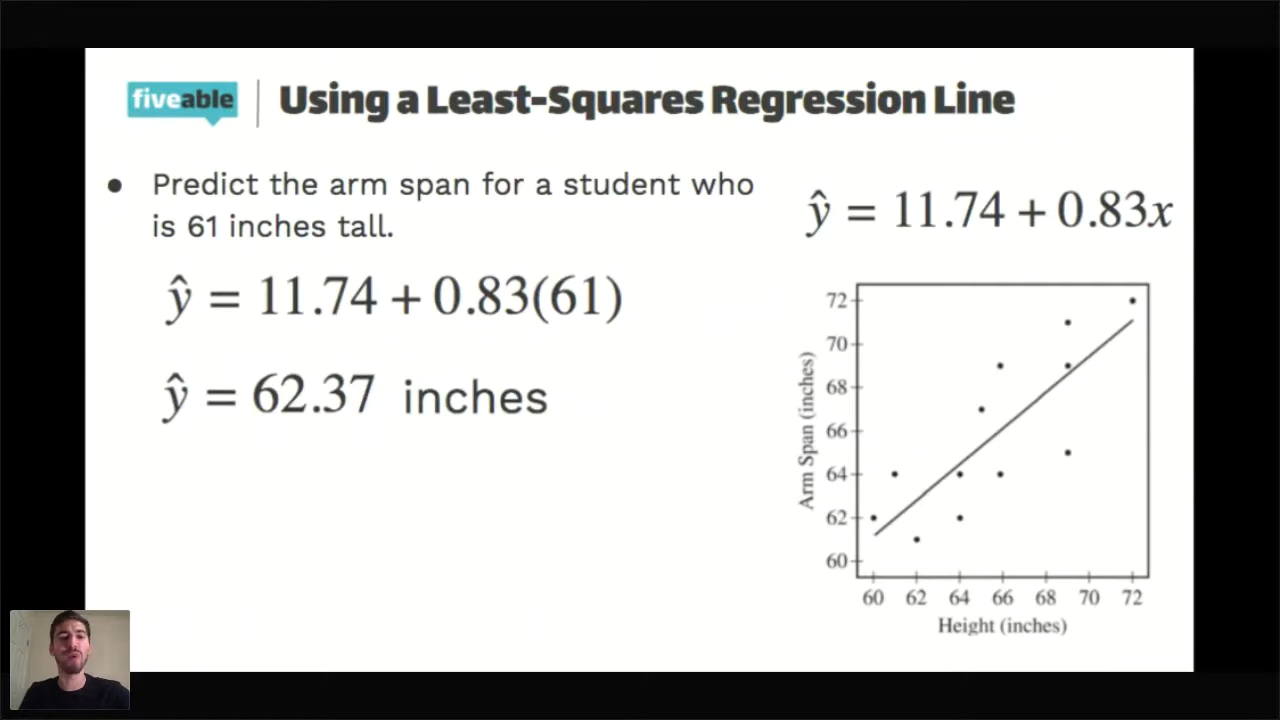 fiveable
Using a Least-Squares Regression Line
● Predict the arm span for a student who
is 61 inches tall.
ŷ = 11.74 + 0.83(61)
ŷ = 62.37 inches
ŷ = 11.74 + 0.83x
Arm Span (inches)
72
70
68
66
64
62
60
60 62 64 66 68 70 72
Height (inches)